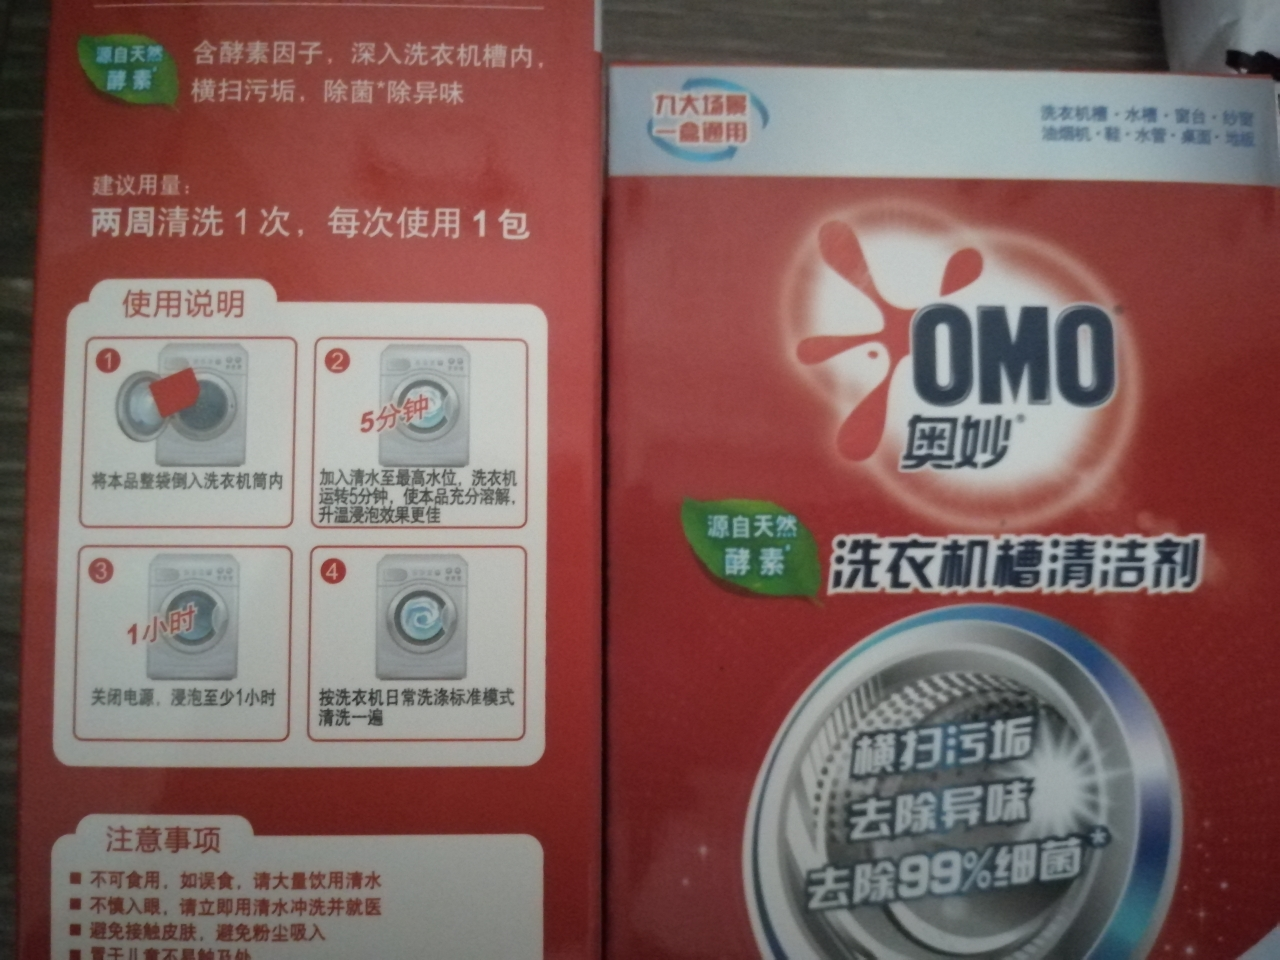 源自天然
酵素*
含酵素因子，深入洗衣机槽内，
横扫污垢，除菌*除异味
建议用量：
两周清洗1次，每次使用1包
使用说明
1
将本品整袋倒入洗衣机筒内
2
5分钟
加入清水至最高水位，洗衣机
运转5分钟，使本品充分溶解，
升温浸泡效果更佳
3
1小时
关闭电源，浸泡至少1小时
4
按洗衣机日常洗涤标准模式
清洗一遍
注意事项
■ 不可食用，如误食，请大量饮用清水
■ 不慎入眼，请立即用清水冲洗并就医
■ 避免接触皮肤，避免粉尘吸入
■ 置于儿童不易触及处
九大场景
一盒通用
洗衣机槽·水槽·窗台·纱窗
油烟机·鞋·水管·桌面·地板
OMO®
奥妙®
源自天然
酵素*
洗衣机槽清洁剂
横扫污垢
去除异味
去除99%细菌*